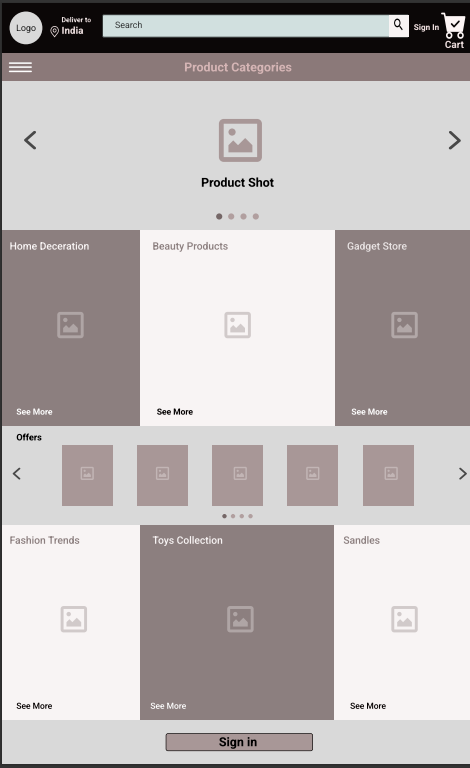 Logo
Deliver to
India
Search
Sign In
Cart
Product Categories
Product Shot
Home Deceration
Beauty Products
Gadget Store
See More
See More
See More
Offers
Fashion Trends
Toys Collection
Sandles
See More
See More
See More
Sign in